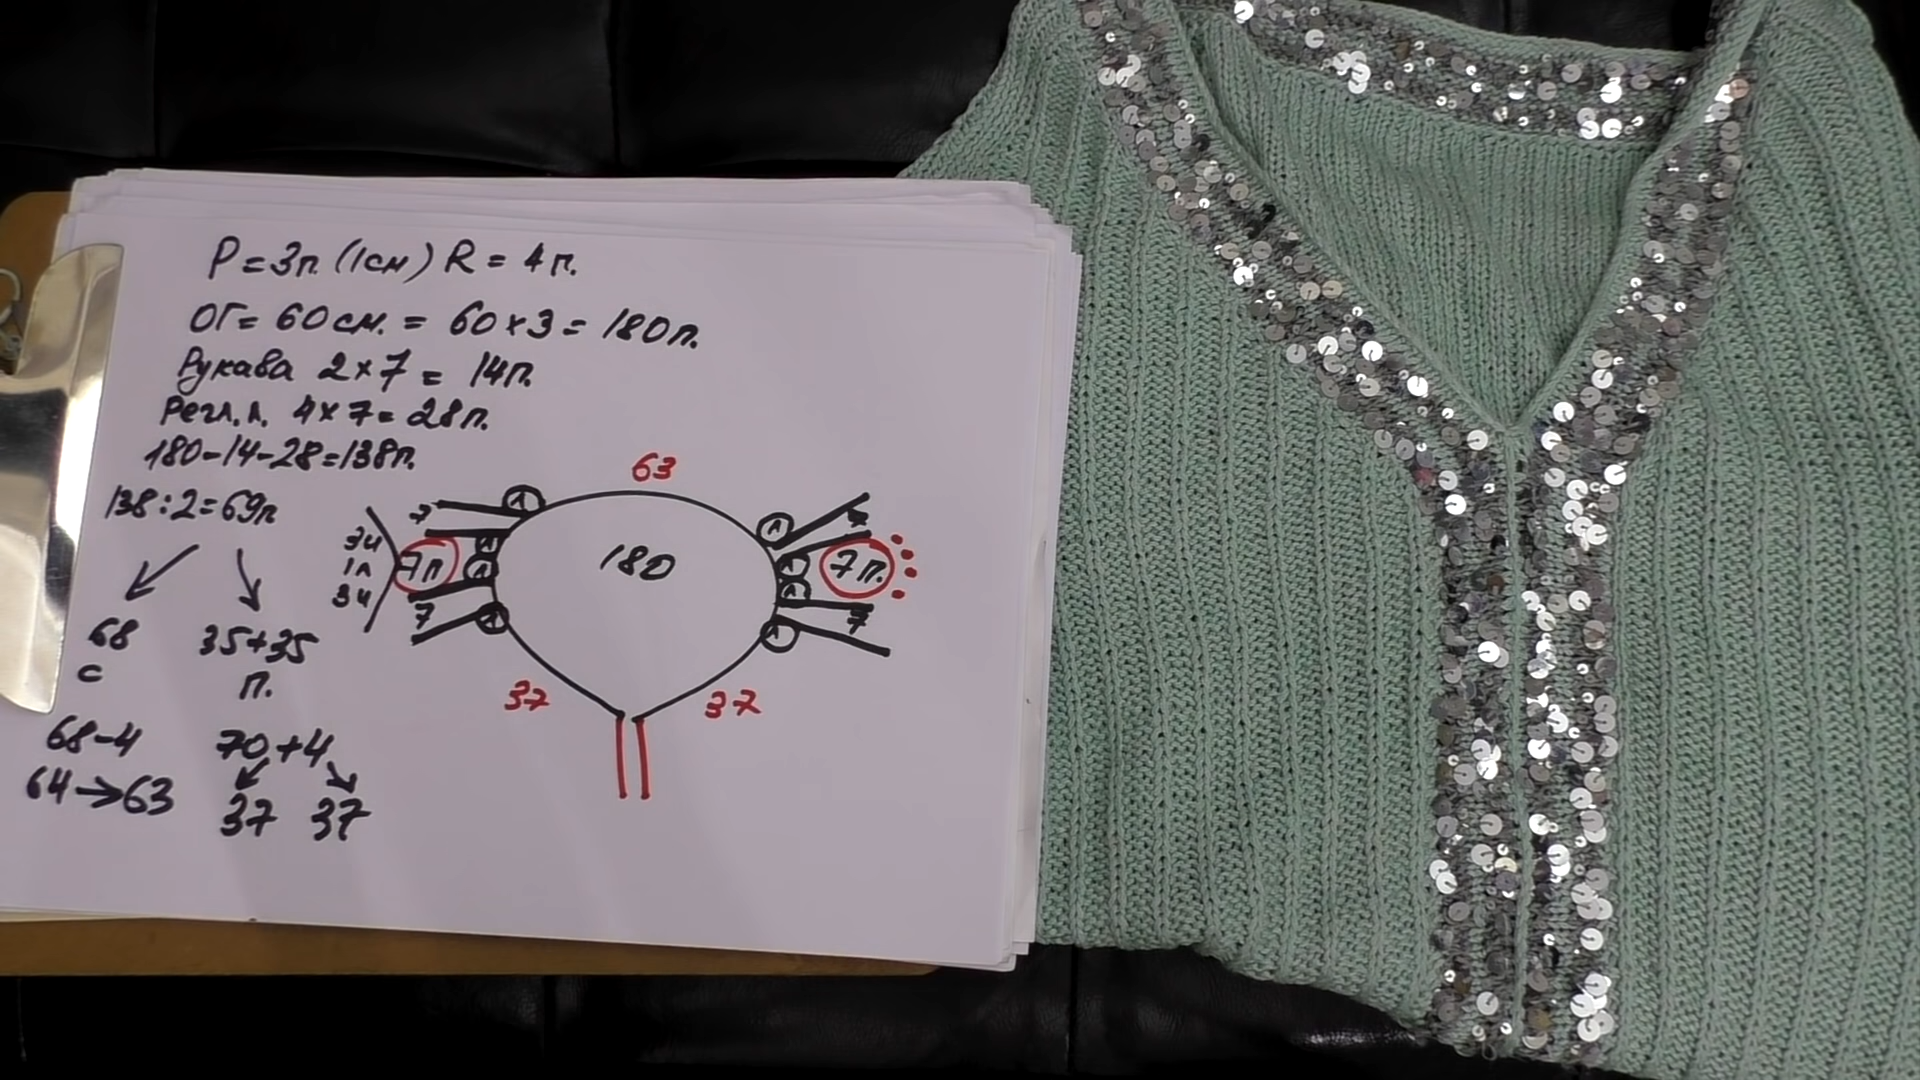 P = 3п. (1см) R = 4п.
ОГ = 60см. = 60 × 3 = 180п.
Рукава 2 × 7 = 14п.
Регл.л. 4 × 7 = 28п.
180-14-28=138п.
138:2=69п
68
с
35+35
п.
68-4
64→63
70+4
37 37
63
7
3и
1л
3и
7п
7
180
7
7п.
7
37
37